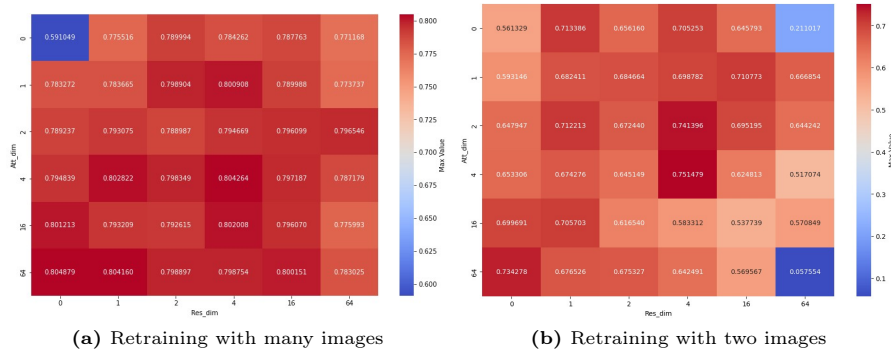 0 0.591049 0.775516 0.789994 0.784262 0.787763 0.771168
1 0.783272 0.783665 0.798904 0.800908 0.789988 0.773737
2 0.789237 0.793075 0.788987 0.794669 0.796099 0.796546
4 0.794839 0.802822 0.798349 0.804264 0.797187 0.787179
16 0.801213 0.793209 0.792615 0.802008 0.796070 0.775993
64 0.804879 0.804160 0.798897 0.798754 0.800151 0.783025
0 1 2 4 16 64
Att_dim
Res_dim
0.800
0.775
0.750
0.725
0.700
0.675
0.650
0.625
0.600
Max Value
(a) Retraining with many images
0 0.561329 0.713386 0.656160 0.705253 0.645793 0.211017
1 0.593146 0.682411 0.684664 0.698782 0.710773 0.666854
2 0.647947 0.712213 0.672440 0.741396 0.695195 0.644242
4 0.653306 0.674276 0.645149 0.751479 0.624813 0.517074
16 0.699691 0.705703 0.616540 0.583312 0.537739 0.570849
64 0.734278 0.676526 0.675327 0.642491 0.569567 0.057554
0 1 2 4 16 64
Att_dim
Res_dim
0.7
0.6
0.5
0.4
0.3
0.2
0.1
Max Value
(b) Retraining with two images